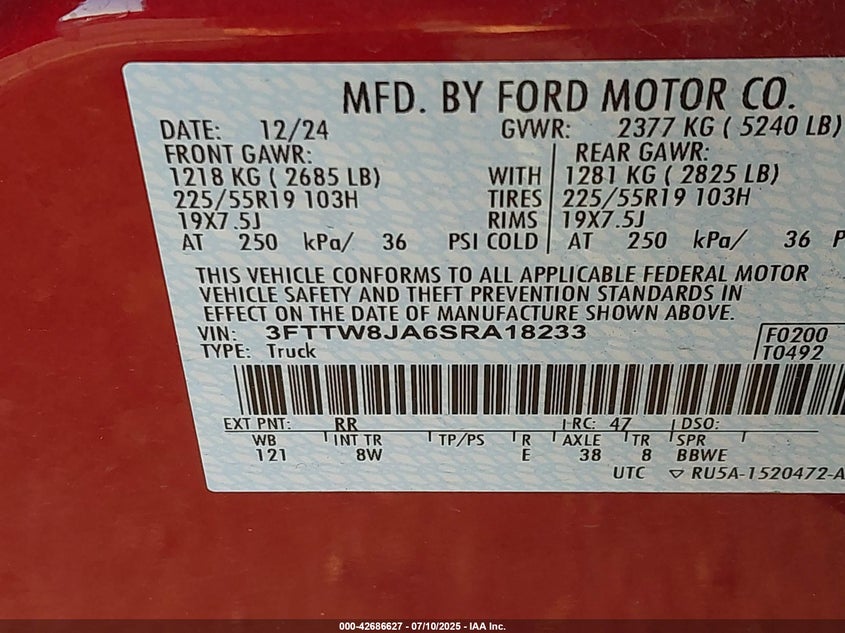 MFD. BY FORD MOTOR CO.
DATE: 12/24 GVWR: 2377 KG ( 5240 LB)
FRONT GAWR: REAR GAWR:
1218 KG ( 2685 LB) WITH 1281 KG ( 2825 LB)
225/55R19 103H TIRES 225/55R19 103H
19X7.5J RIMS 19X7.5J
AT 250 kPa/ 36 PSI COLD AT 250 kPa/ 36 P
THIS VEHICLE CONFORMS TO ALL APPLICABLE FEDERAL MOTOR
VEHICLE SAFETY AND THEFT PREVENTION STANDARDS IN
EFFECT ON THE DATE OF MANUFACTURE SHOWN ABOVE.
VIN: 3FTTW8JA6SRA18233 F0200
TYPE: Truck T0492
EXT PNT: RR RC: 47 DSO:
WB INT TR TP/PS R AXLE TR SPR
121 8W E 38 8 BBWE
UTC ▽ RU5A-1520472-A
000-42686627 - 07/10/2025 - IAA Inc.